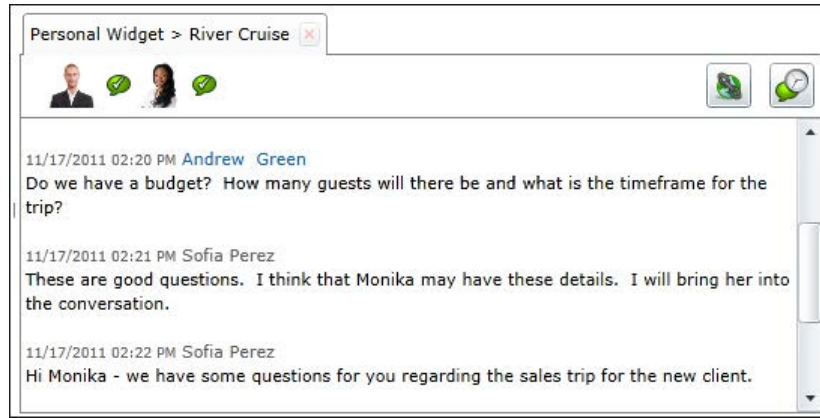 Personal Widget > River Cruise
11/17/2011 02:20 PM Andrew Green
Do we have a budget? How many guests will there be and what is the timeframe for the
trip?
11/17/2011 02:21 PM Sofia Perez
These are good questions. I think that Monika may have these details. I will bring her into
the conversation.
11/17/2011 02:22 PM Sofia Perez
Hi Monika - we have some questions for you regarding the sales trip for the new client.